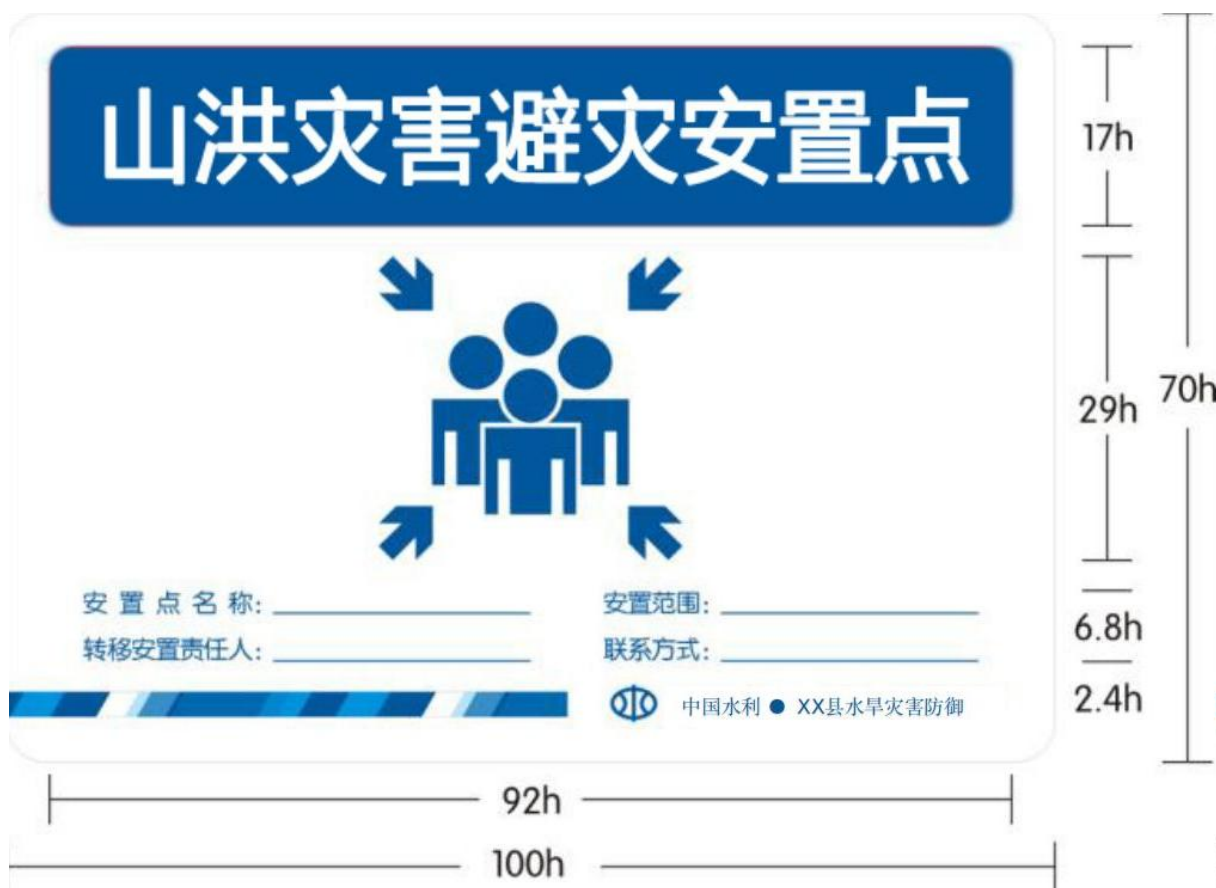 山洪灾害避灾安置点
17h
29h
70h
安置点名称: 安置范围:
6.8h
转移安置责任人: 联系方式:
中国水利 ● XX县水旱灾害防御
2.4h
92h
100h